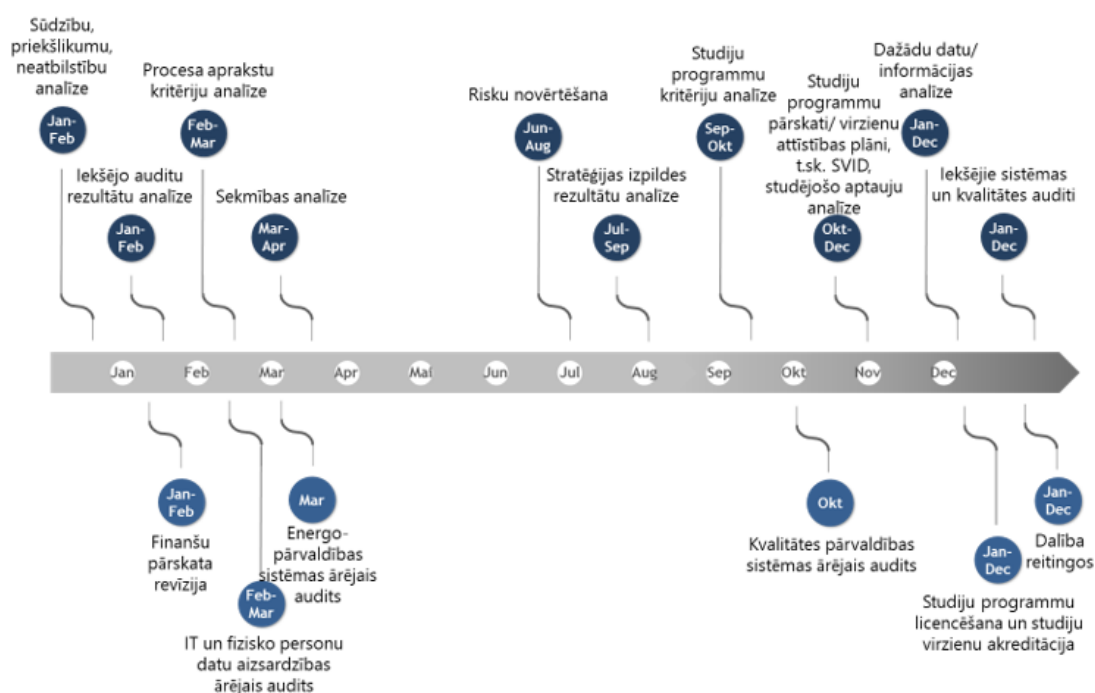 Sūdzību,
priekšlikumu,
neatbilstību
analīze
Jan-
Feb
Iekšējo auditu
rezultātu analīze
Jan-
Feb
Procesa aprakstu
kritēriju analīze
Feb-
Mar
Sekmības analīze
Mar-
Apr
Risku novērtēšana
Jun-
Aug
Stratēģijas izpildes
rezultātu analīze
Jul-
Sep
Studiju
programmu
kritēriju analīze
Sep-
Okt
Studiju
programmu
pārskati/ virzienu
attīstības plāni,
t.sk. SVID,
studējošo aptauju
analīze
Okt-
Dec
Dažādu datu/
informācijas
analīze
Jan-
Dec
Iekšējie sistēmas
un kvalitātes auditi
Jan-
Dec
Jan Feb Mar Apr Mai Jun Jul Aug Sep Okt Nov Dec
Jan-
Feb
Finanšu
pārskata
revīzija
Feb-
Mar
IT un fizisko personu
datu aizsardzības
ārējais audits
Mar
Energo-
pārvaldības
sistēmas ārējais
audits
Okt
Kvalitātes pārvaldības
sistēmas ārējais audits
Jan-
Dec
Studiju programmu
licencēšana un studiju
virzienu akreditācija
Jan-
Dec
Dalība
reitingos